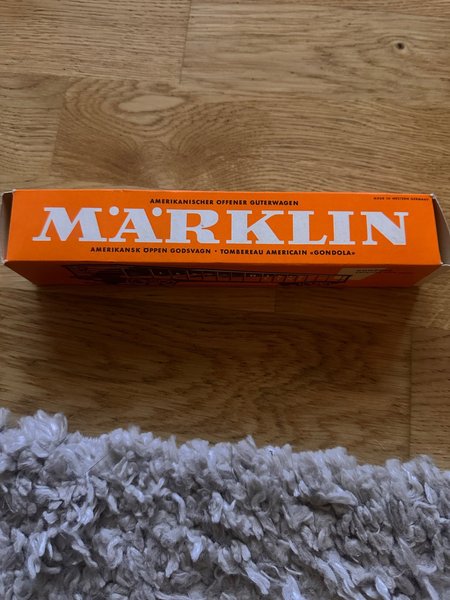 AMERIKANISCHER OFFENER GÜTERWAGEN
MADE IN WESTERN GERMANY
MÄRKLIN
AMERIKANSK ÖPPEN GODSVAGN · TOMBEREAU AMERICAIN «GONDOLA»